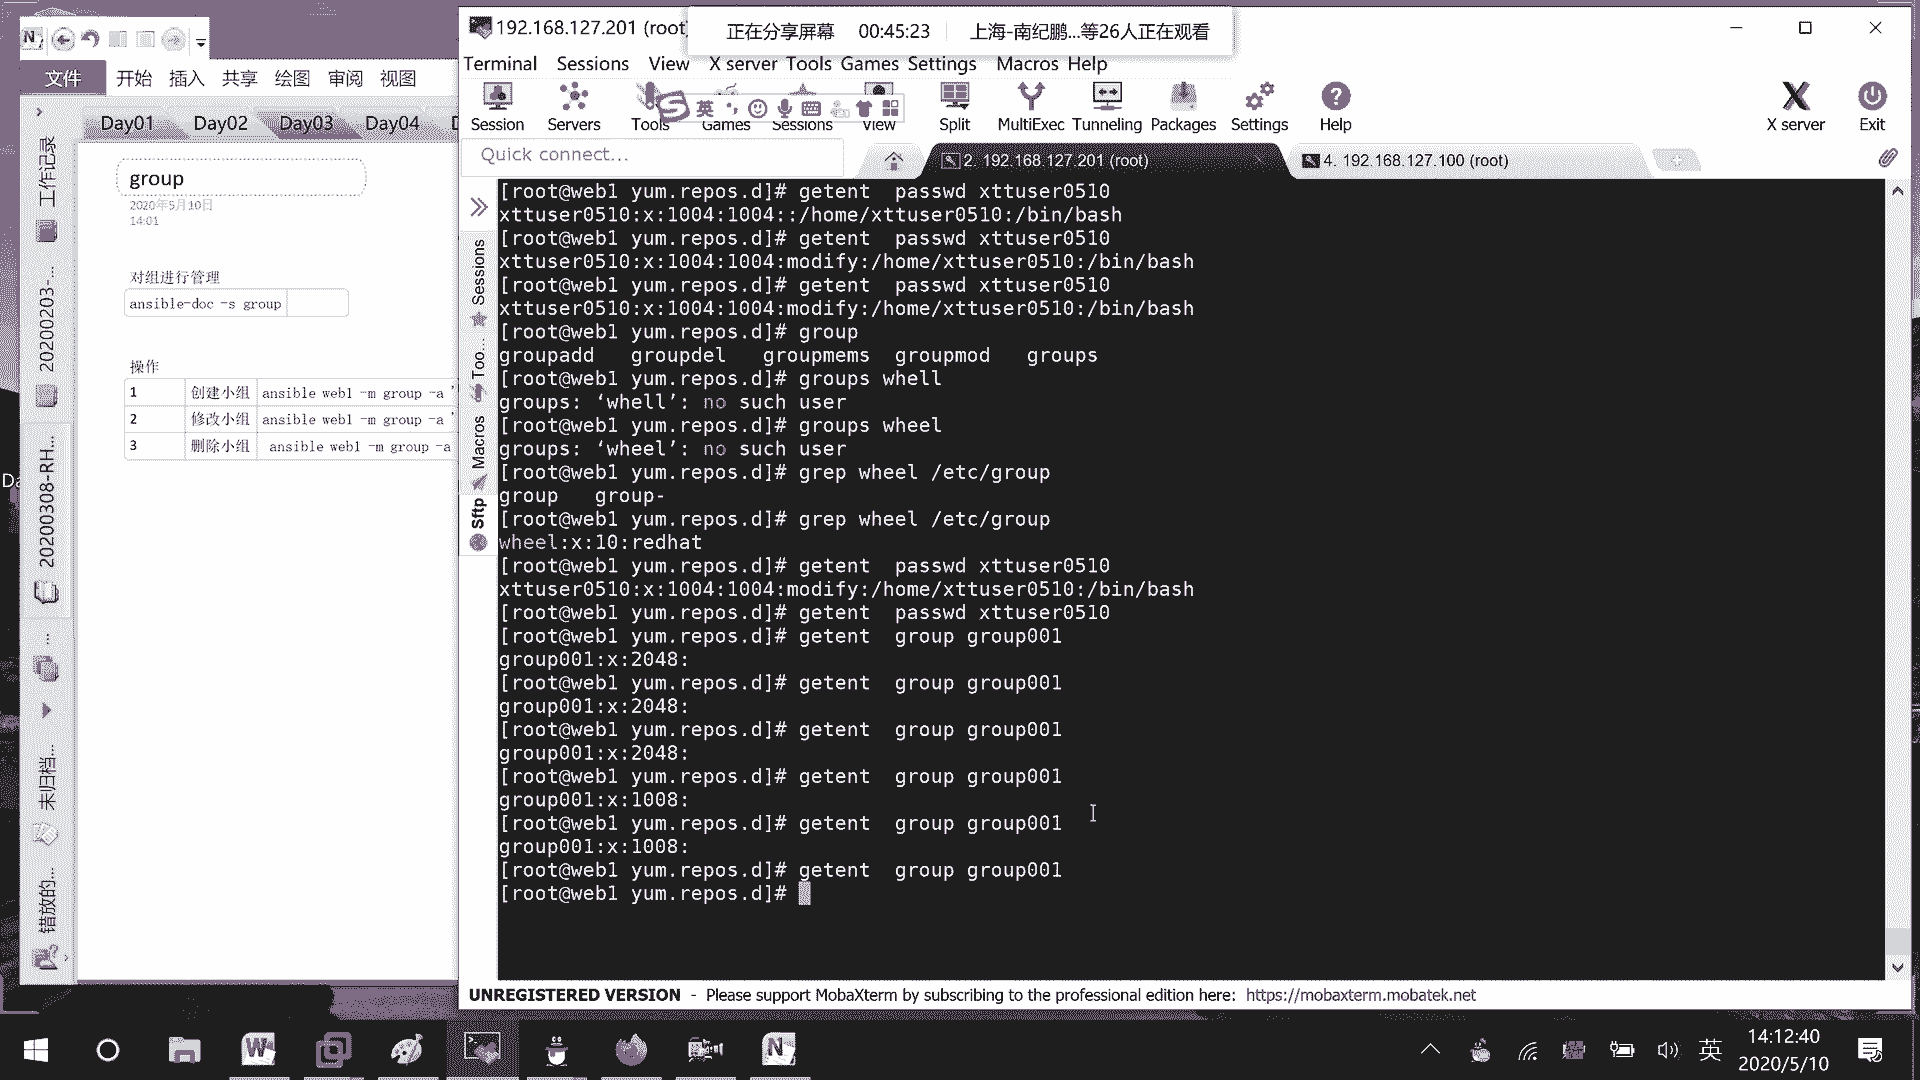 文件
开始
插入
共享
绘图
审阅
视图
Day01
Day02
Day03
Day04
group
2020年5月10日
14:01
对组进行管理
ansible-doc -s group
操作
1 创建小组 ansible web1 -m group -a '
2 修改小组 ansible web1 -m group -a '
3 删除小组 ansible web1 -m group -a
工作记录
20200203-...
20200308-RH...
...
未归档...
错放的...
192.168.127.201 (root)
正在分享屏幕 00:45:23 上海-南纪鹏...等26人正在观看
Terminal Sessions View X server Tools Games Settings Macros Help
英
Session Servers Tools Games Sessions View Split MultiExec Tunneling Packages Settings Help X server Exit
Quick connect...
2. 192.168.127.201 (root)
4. 192.168.127.100 (root)
Sessions
Too...
Macros
Sftp
[root@web1 yum.repos.d]# getent  passwd xttuser0510
xttuser0510:x:1004:1004::/home/xttuser0510:/bin/bash
[root@web1 yum.repos.d]# getent  passwd xttuser0510
xttuser0510:x:1004:1004:modify:/home/xttuser0510:/bin/bash
[root@web1 yum.repos.d]# getent  passwd xttuser0510
xttuser0510:x:1004:1004:modify:/home/xttuser0510:/bin/bash
[root@web1 yum.repos.d]# group
groupadd   groupdel   groupmems  groupmod   groups
[root@web1 yum.repos.d]# groups whell
groups: ‘whell’: no such user
[root@web1 yum.repos.d]# groups wheel
groups: ‘wheel’: no such user
[root@web1 yum.repos.d]# grep wheel /etc/group
group   group-
[root@web1 yum.repos.d]# grep wheel /etc/group
wheel:x:10:redhat
[root@web1 yum.repos.d]# getent  passwd xttuser0510
xttuser0510:x:1004:1004:modify:/home/xttuser0510:/bin/bash
[root@web1 yum.repos.d]# getent  passwd xttuser0510
[root@web1 yum.repos.d]# getent  group group001
group001:x:2048:
[root@web1 yum.repos.d]# getent  group group001
group001:x:2048:
[root@web1 yum.repos.d]# getent  group group001
group001:x:2048:
[root@web1 yum.repos.d]# getent  group group001
group001:x:1008:
[root@web1 yum.repos.d]# getent  group group001
group001:x:1008:
[root@web1 yum.repos.d]# getent  group group001
[root@web1 yum.repos.d]#
UNREGISTERED VERSION - Please support MobaXterm by subscribing to the professional edition here: https://mobaxterm.mobatek.net
英
14:12:40
2020/5/10